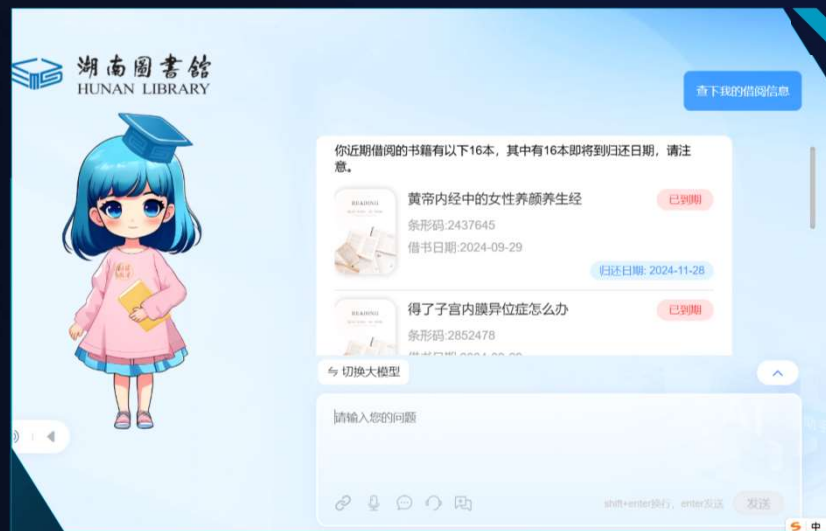 湖南圖書館
HUNAN LIBRARY
查下我的借阅信息
你近期借阅的书籍有以下16本，其中有16本即将到归还日期，请注
意。
READING
黄帝内经中的女性养颜养生经
已到期
条形码:2437645
借书日期:2024-09-29
归还日期: 2024-11-28
READING
得了子宫内膜异位症怎么办
已到期
条形码:2852478
切换大模型
请输入您的问题
shift+enter换行，enter发送
发送
中